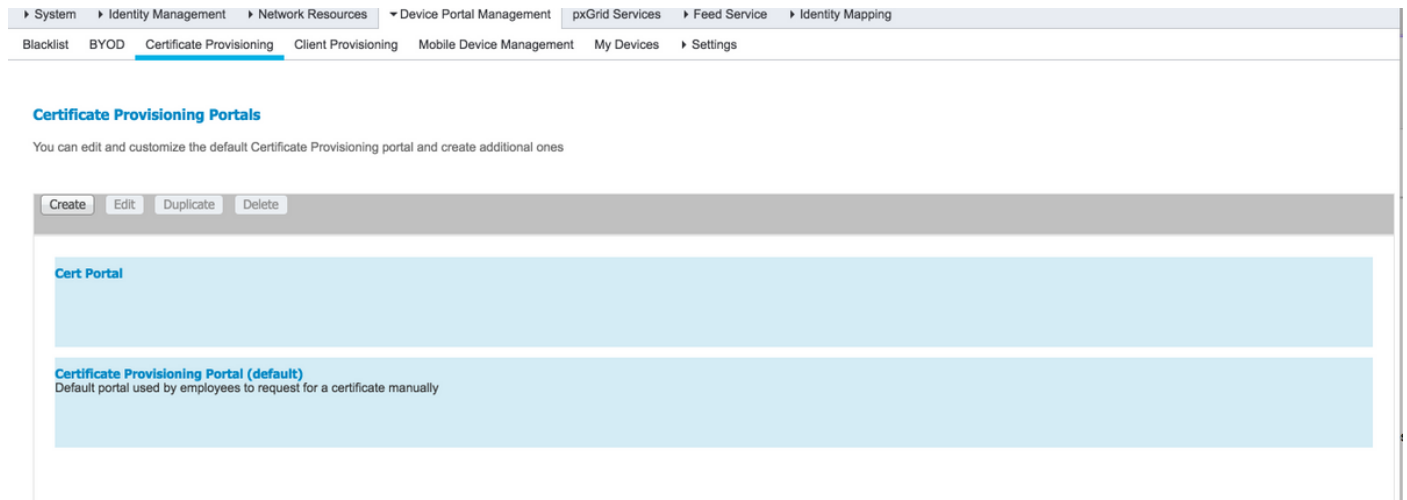 System Identity Management Network Resources Device Portal Management pxGrid Services Feed Service Identity Mapping
Blacklist BYOD Certificate Provisioning Client Provisioning Mobile Device Management My Devices Settings
Certificate Provisioning Portals
You can edit and customize the default Certificate Provisioning portal and create additional ones
Create Edit Duplicate Delete
Cert Portal
Certificate Provisioning Portal (default)
Default portal used by employees to request for a certificate manually